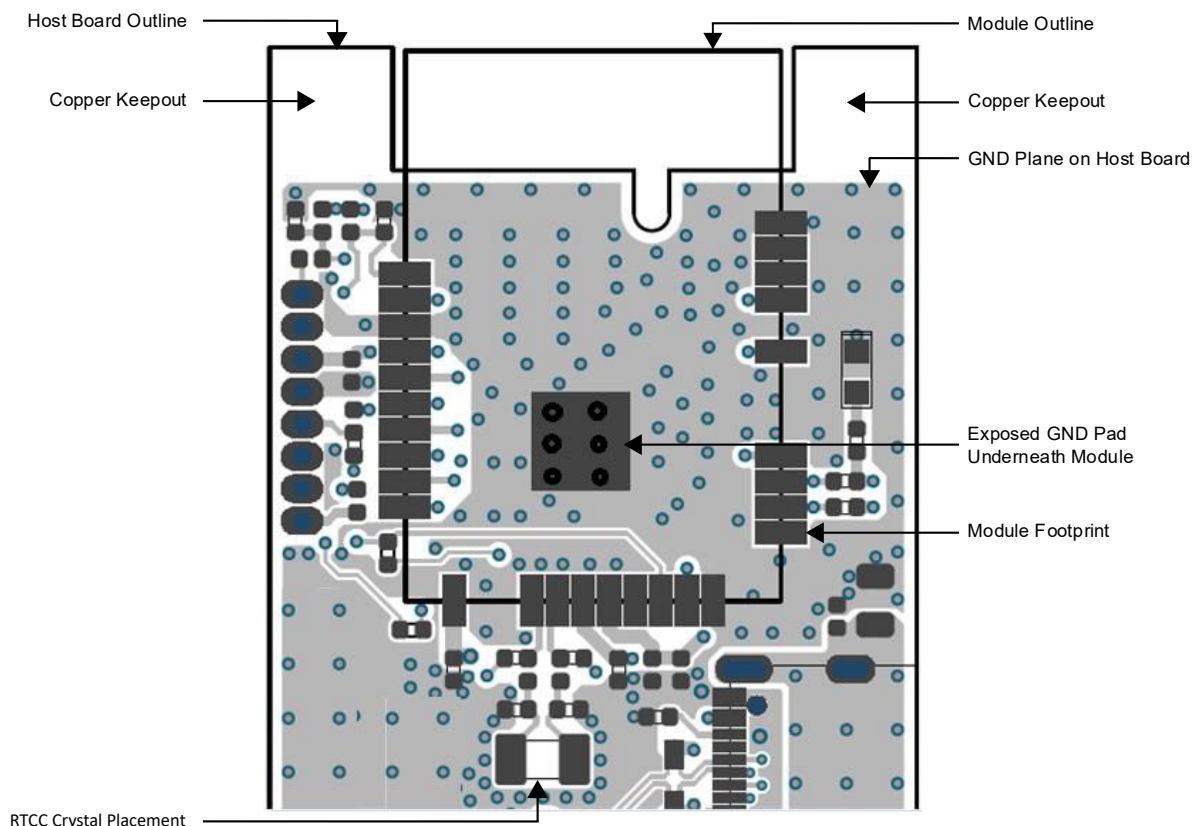 Host Board Outline
Module Outline
Copper Keepout
Copper Keepout
GND Plane on Host Board
Exposed GND Pad
Underneath Module
Module Footprint
RTCC Crystal Placement